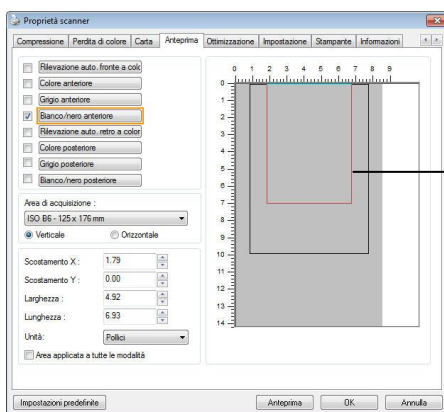 Proprietà scanner
Compressione Perdita di colore Carta Anteprima Ottimizzazione Impostazione Stampante Informazioni
Rilevazione auto. fronte a colo
Colore anteriore
Grigio anteriore
Bianco/nero anteriore
Rilevazione auto. retro a color
Colore posteriore
Grigio posteriore
Bianco/nero posteriore
Area di acquisizione :
ISO B6 - 125 x 176 mm
Verticale Orizzontale
Scostamento X : 1.79
Scostamento Y : 0.00
Larghezza : 4.92
Lunghezza : 6.93
Unità: Pollici
Area applicata a tutte le modalità
0 1 2 3 4 5 6 7 8 9
0
1
2
3
4
5
6
7
8
9
10
11
12
13
14
Impostazioni predefinite Anteprima OK Annulla